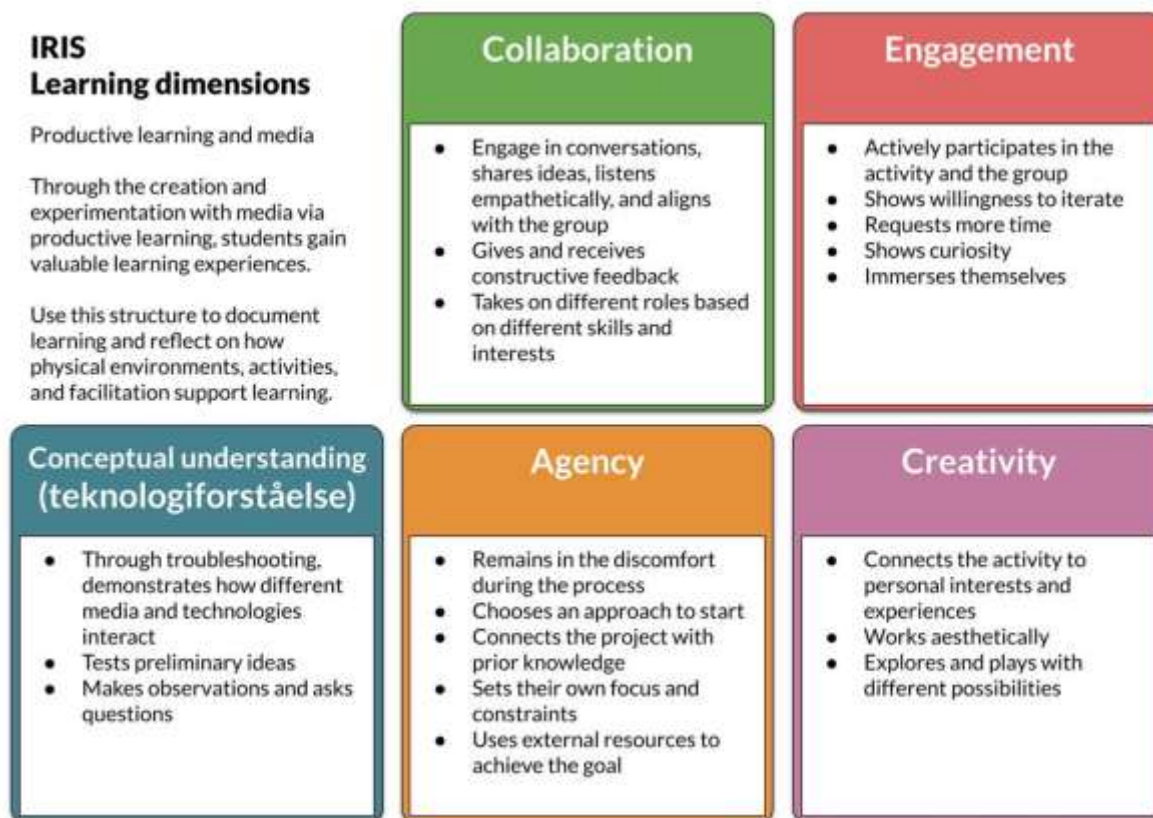 IRIS
Learning dimensions
Productive learning and media
Through the creation and
experimentation with media via
productive learning, students gain
valuable learning experiences.
Use this structure to document
learning and reflect on how
physical environments, activities,
and facilitation support learning.
Collaboration
● Engage in conversations,
shares ideas, listens
empathetically, and aligns
with the group
● Gives and receives
constructive feedback
● Takes on different roles based
on different skills and
interests
Engagement
● Actively participates in the
activity and the group
● Shows willingness to iterate
● Requests more time
● Shows curiosity
● Immerses themselves
Conceptual understanding
(teknologiforståelse)
● Through troubleshooting,
demonstrates how different
media and technologies
interact
● Tests preliminary ideas
● Makes observations and asks
questions
Agency
● Remains in the discomfort
during the process
● Chooses an approach to start
● Connects the project with
prior knowledge
● Sets their own focus and
constraints
● Uses external resources to
achieve the goal
Creativity
● Connects the activity to
personal interests and
experiences
● Works aesthetically
● Explores and plays with
different possibilities